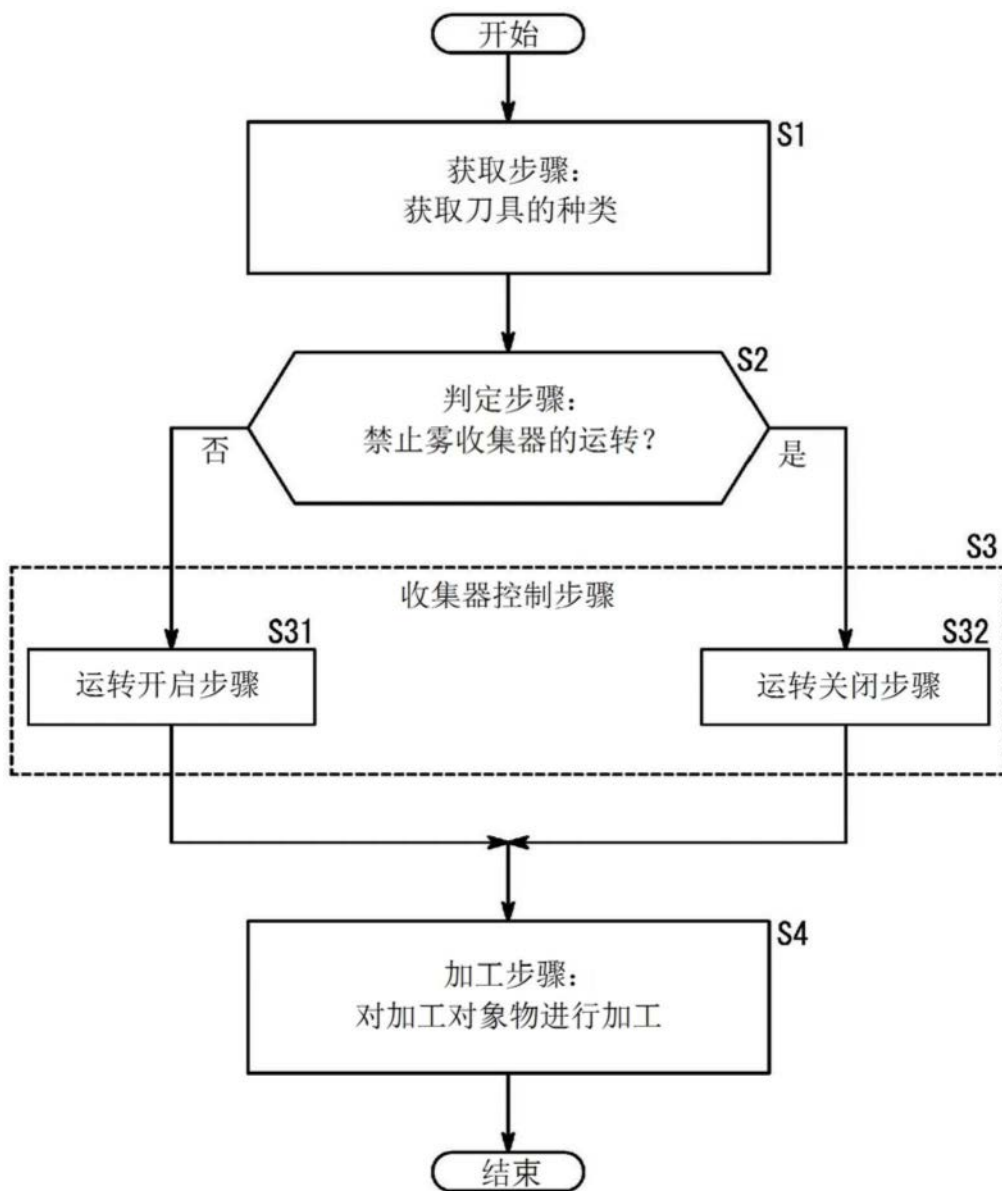 开始
S1
获取步骤：
获取刀具的种类
S2
判定步骤：
禁止雾收集器的运转？
否
是
S3
收集器控制步骤
S31
运转开启步骤
S32
运转关闭步骤
S4
加工步骤：
对加工对象物进行加工
结束